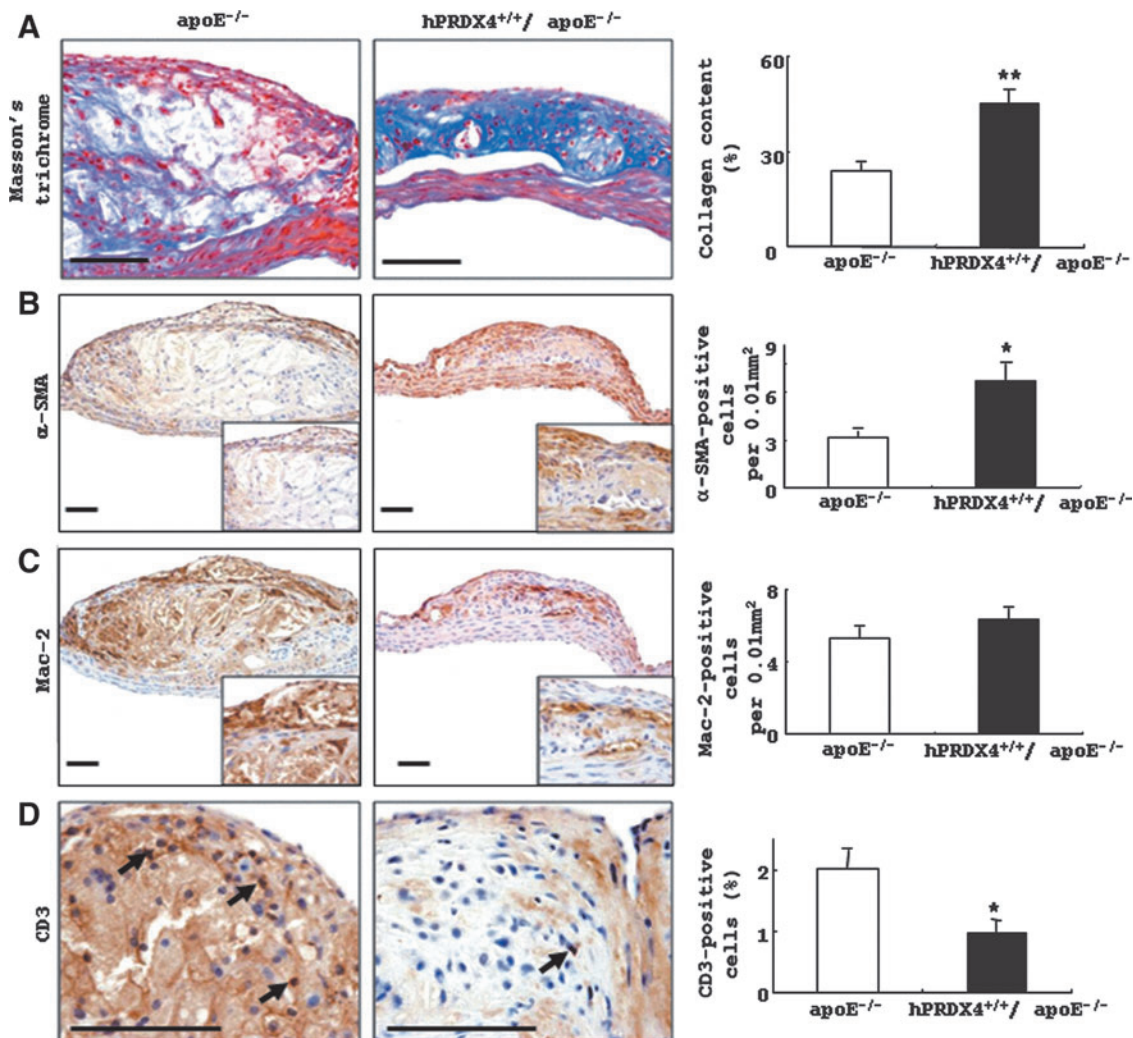 apoE⁻/⁻
hPRDX4⁺/⁺/ apoE⁻/⁻
A
Masson's
trichrome
Collagen content
(%)
60
30
0
**
apoE⁻/⁻
hPRDX4⁺/⁺/ apoE⁻/⁻
B
α-SMA
α-SMA-positive
cells
per 0.01mm²
9
6
3
0
*
apoE⁻/⁻
hPRDX4⁺/⁺/ apoE⁻/⁻
C
Mac-2
Mac-2-positive
cells
per 0.01mm²
8
4
0
apoE⁻/⁻
hPRDX4⁺/⁺/ apoE⁻/⁻
D
CD3
CD3-positive
cells (%)
2
1
0
*
apoE⁻/⁻
hPRDX4⁺/⁺/ apoE⁻/⁻